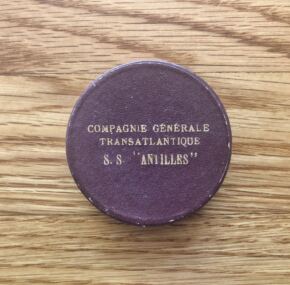 COMPAGNIE GÉNÉRALE
TRANSATLANTIQUE
S. S "ANTILLES"